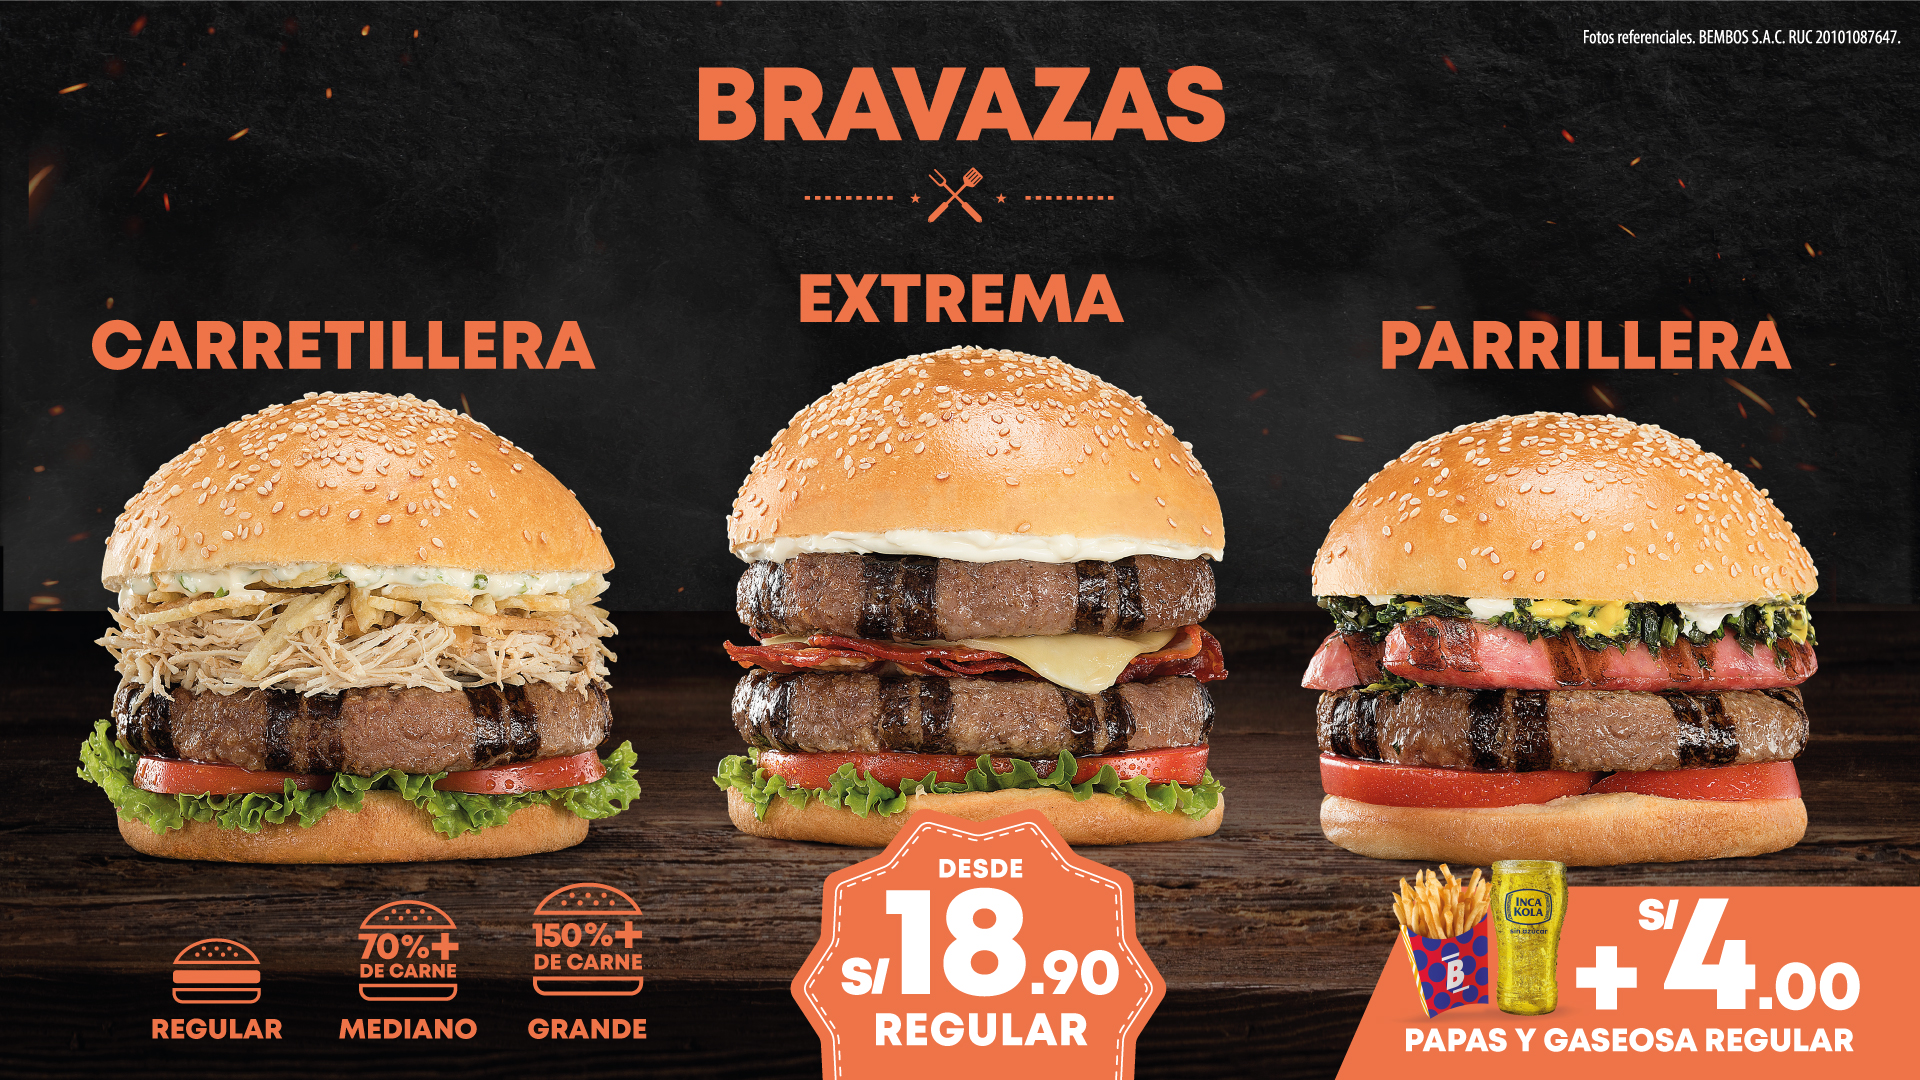 Fotos referenciales. BEMBOS S.A.C. RUC 20101087647.
BRAVAZAS
CARRETILLERA
EXTREMA
PARRILLERA
REGULAR
70%+
DE CARNE
MEDIANO
150%+
DE CARNE
GRANDE
DESDE
S/18.90
REGULAR
B
INCA
KOLA
sin azúcar
+ S/4.00
PAPAS Y GASEOSA REGULAR